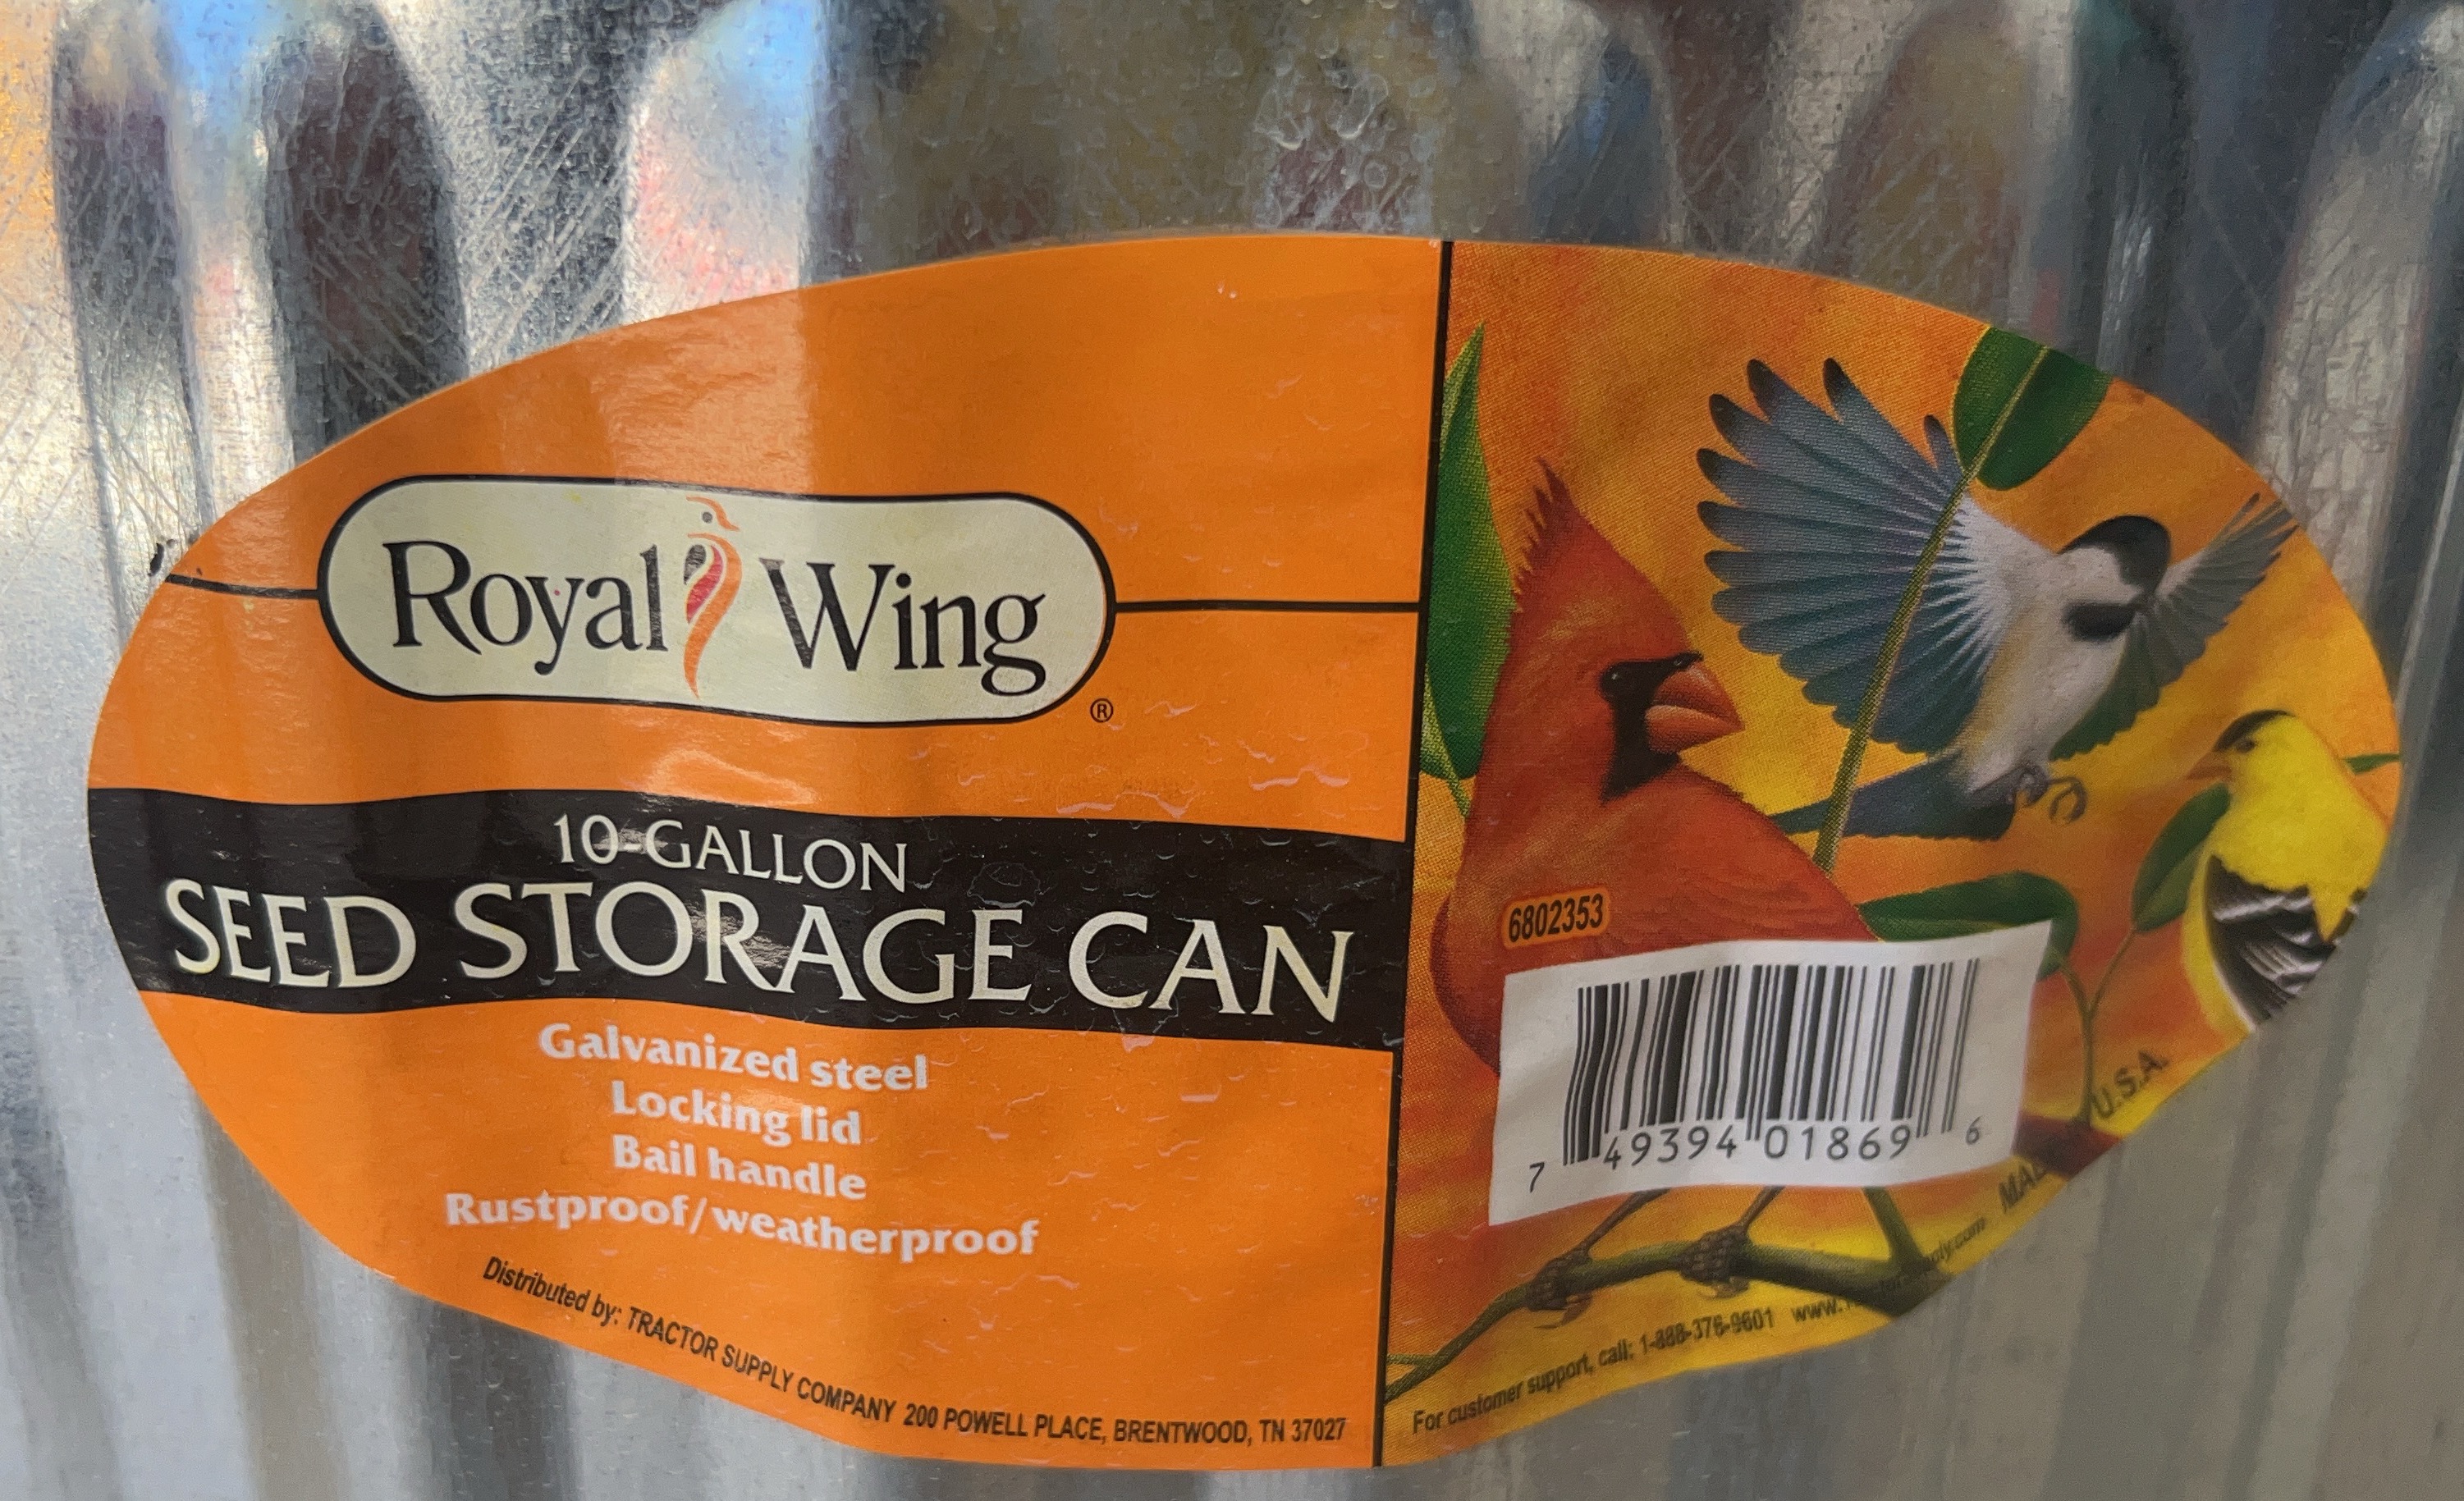 Royal Wing
®
10-GALLON
SEED STORAGE CAN
Galvanized steel
Locking lid
Bail handle
Rustproof/weatherproof
Distributed by: TRACTOR SUPPLY COMPANY 200 POWELL PLACE, BRENTWOOD, TN 37027
6802353
7 49394 01869 6
For customer support, call: 1-888-376-9601
U.S.A.